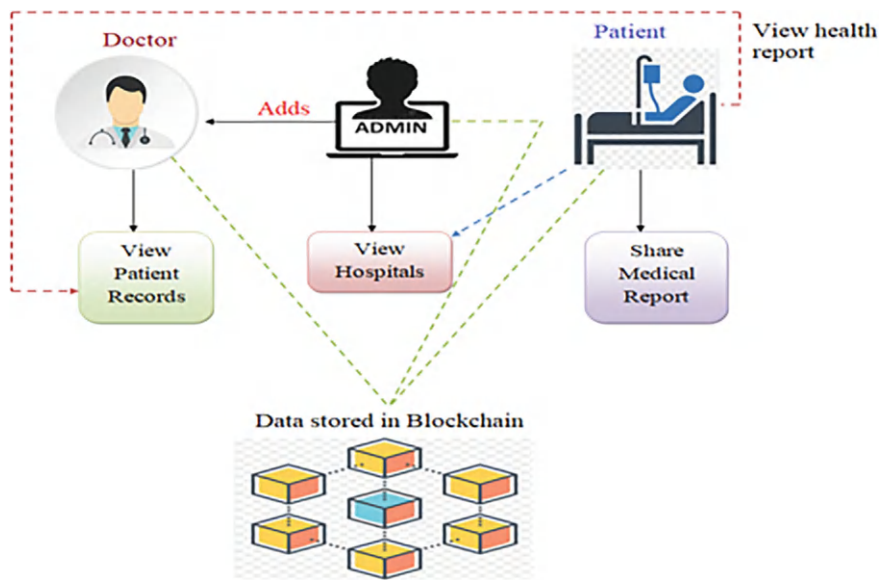 Doctor
Patient
View health
report
Adds
ADMIN
View
Patient
Records
View
Hospitals
Share
Medical
Report
Data stored in Blockchain